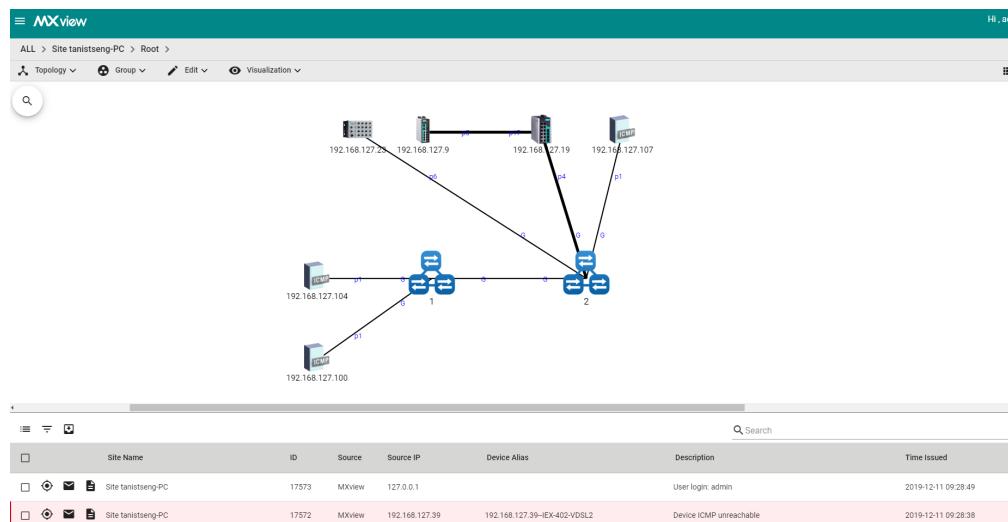 MXview
Hi , a
ALL > Site tanistseng-PC > Root >
Topology Group Edit Visualization
192.168.127.23 192.168.127.9 192.168.127.19 192.168.127.107
p6 p4 p1
G G G
ICMP
ICMP
p1 G G G
192.168.127.104 1 2
G
p1
ICMP
192.168.127.100
Search
Site Name ID Source Source IP Device Alias Description Time Issued
Site tanistseng-PC 17573 MXview 127.0.0.1 User login: admin 2019-12-11 09:28:49
Site tanistseng-PC 17572 MXview 192.168.127.39 192.168.127.39--IEX-402-VDSL2 Device ICMP unreachable 2019-12-11 09:28:38